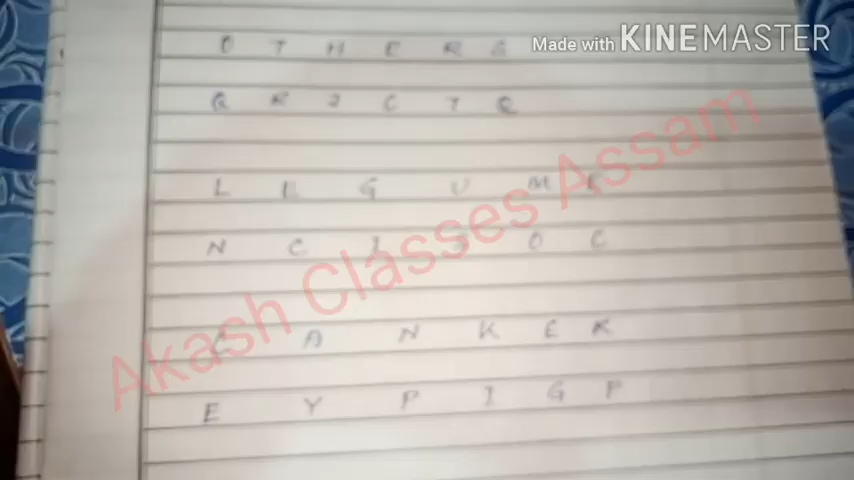 Made with KINEMASTER
O T H E R S
Q R J C T Q
L E G U M E
N C I S O C
C A N K E R
E Y P I G P
Akash Classes Assam